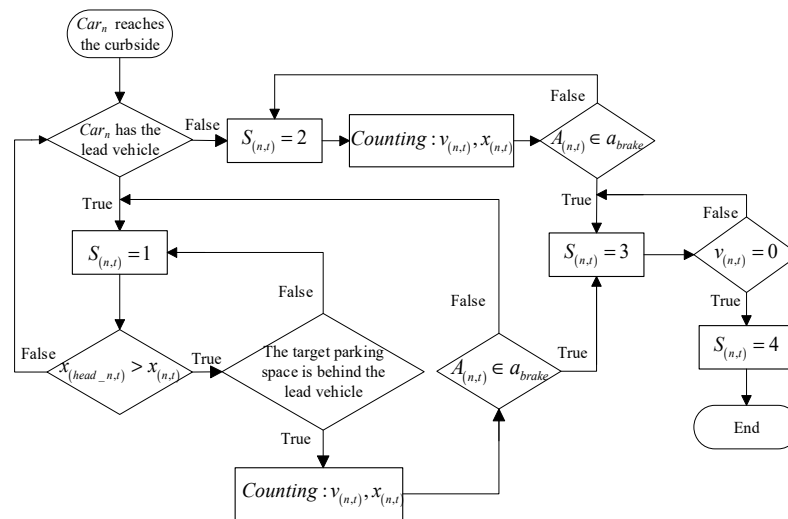 Car_n reaches
the curbside
Car_n has the
lead vehicle
False
S_(n,t) = 2
Counting : v_(n,t), x_(n,t)
False
A_(n,t) ∈ a_brake
True
True
False
S_(n,t) = 1
S_(n,t) = 3
v_(n,t) = 0
False
False
True
False
x_(head_n,t) > x_(n,t)
True
The target parking
space is behind the
lead vehicle
A_(n,t) ∈ a_brake
True
S_(n,t) = 4
True
Counting : v_(n,t), x_(n,t)
End